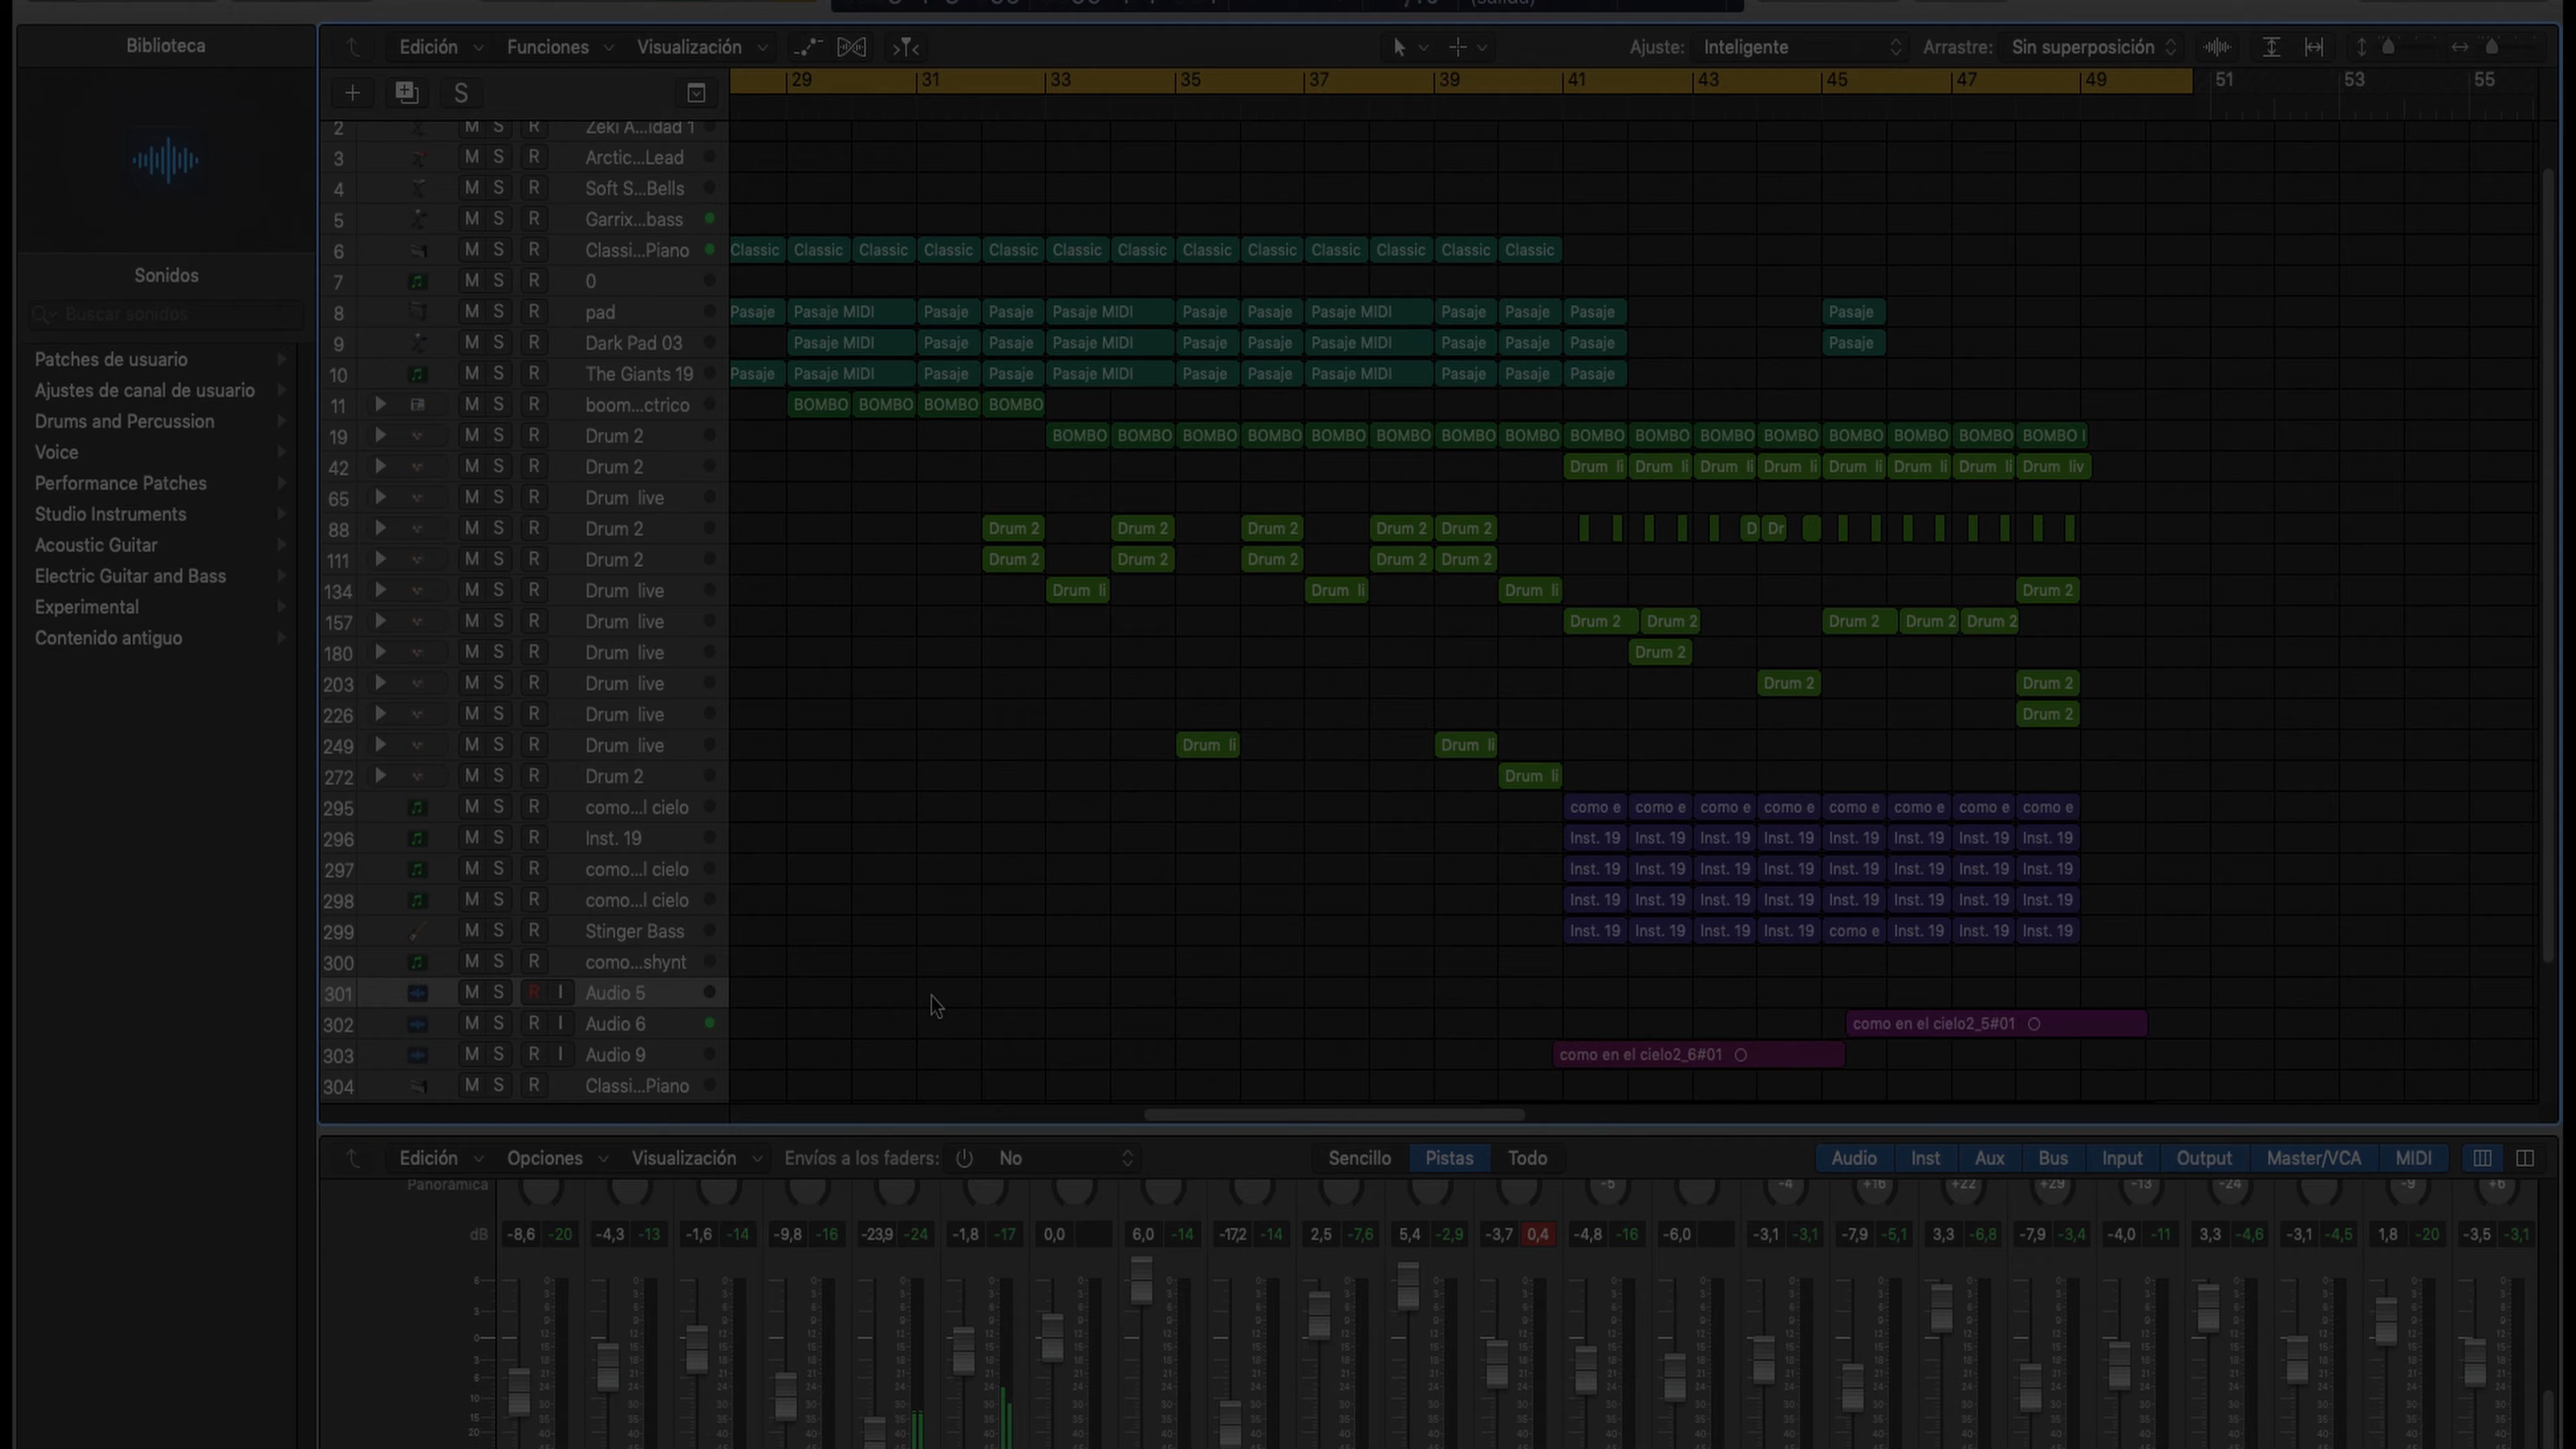 Biblioteca
Edición Funciones Visualización
Ajuste: Inteligente Arrastre: Sin superposición
29 31 33 35 37 39 41 43 45 47 49 51 53 55
S
Sonidos
Buscar sonidos
Patches de usuario
Ajustes de canal de usuario
Drums and Percussion
Voice
Performance Patches
Studio Instruments
Acoustic Guitar
Electric Guitar and Bass
Experimental
Contenido antiguo
2 M S R Zeki A...idad 1
3 M S R Arctic...Lead
4 M S R Soft S...Bells
5 M S R Garrix...bass
6 M S R Classi...Piano Classic Classic Classic Classic Classic Classic Classic Classic Classic Classic Classic Classic Classic
7 M S R 0
8 M S R pad Pasaje Pasaje MIDI Pasaje Pasaje Pasaje MIDI Pasaje Pasaje Pasaje MIDI Pasaje Pasaje Pasaje Pasaje
9 M S R Dark Pad 03 Pasaje MIDI Pasaje Pasaje Pasaje MIDI Pasaje Pasaje Pasaje MIDI Pasaje Pasaje Pasaje Pasaje
10 M S R The Giants 19 Pasaje Pasaje MIDI Pasaje Pasaje Pasaje MIDI Pasaje Pasaje Pasaje MIDI Pasaje Pasaje Pasaje
11 M S R boom...ctrico BOMBO BOMBO BOMBO BOMBO
19 M S R Drum 2 BOMBO BOMBO BOMBO BOMBO BOMBO BOMBO BOMBO BOMBO BOMBO BOMBO BOMBO BOMBO BOMBO BOMBO BOMBO BOMBO I
42 M S R Drum 2 Drum li Drum li Drum li Drum li Drum li Drum li Drum li Drum liv
65 M S R Drum live
88 M S R Drum 2 Drum 2 Drum 2 Drum 2 Drum 2 Drum 2 D Dr
111 M S R Drum 2 Drum 2 Drum 2 Drum 2 Drum 2 Drum 2
134 M S R Drum live Drum li Drum li Drum li Drum 2
157 M S R Drum live Drum 2 Drum 2 Drum 2 Drum 2 Drum 2
180 M S R Drum live Drum 2
203 M S R Drum live Drum 2 Drum 2
226 M S R Drum live Drum 2
249 M S R Drum live Drum li Drum li
272 M S R Drum 2 Drum li
295 M S R como...l cielo como e como e como e como e como e como e como e como e
296 M S R Inst. 19 Inst. 19 Inst. 19 Inst. 19 Inst. 19 Inst. 19 Inst. 19 Inst. 19 Inst. 19
297 M S R como...l cielo Inst. 19 Inst. 19 Inst. 19 Inst. 19 Inst. 19 Inst. 19 Inst. 19 Inst. 19
298 M S R como...l cielo Inst. 19 Inst. 19 Inst. 19 Inst. 19 Inst. 19 Inst. 19 Inst. 19 Inst. 19
299 M S R Stinger Bass Inst. 19 Inst. 19 Inst. 19 Inst. 19 como e Inst. 19 Inst. 19 Inst. 19
300 M S R como...shynt
301 M S R I Audio 5
302 M S R I Audio 6 como en el cielo2_5#01
303 M S R I Audio 9 como en el cielo2_6#01
304 M S R Classi...Piano
Edición Opciones Visualización Envíos a los faders: No Sencillo Pistas Todo Audio Inst Aux Bus Input Output Master/VCA MIDI
Panorámica -5 -4 +16 +22 +29 -13 -24 -9 +6
dB -8,6 -20 -4,3 -13 -1,6 -14 -9,8 -16 -23,9 -24 -1,8 -17 0,0 6,0 -14 -17,2 -14 2,5 -7,6 5,4 -2,9 -3,7 0,4 -4,8 -16 -6,0 -3,1 -3,1 -7,9 -5,1 3,3 -6,8 -7,9 -3,4 -4,0 -11 3,3 -4,6 -3,1 -4,5 1,8 -20 -3,5 -3,1